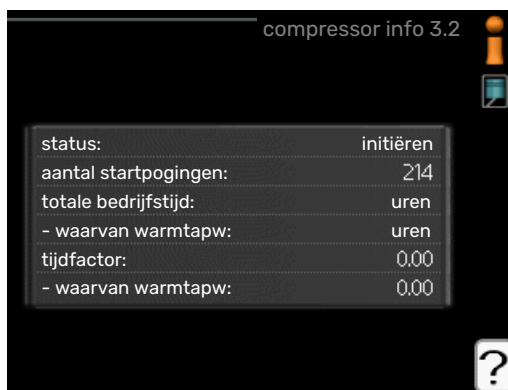 compressor info 3.2
status: initiëren
aantal startpogingen: 214
totale bedrijfstijd: uren
- waarvan warmtapw: uren
tijdfactor: 0,00
- waarvan warmtapw: 0,00
?